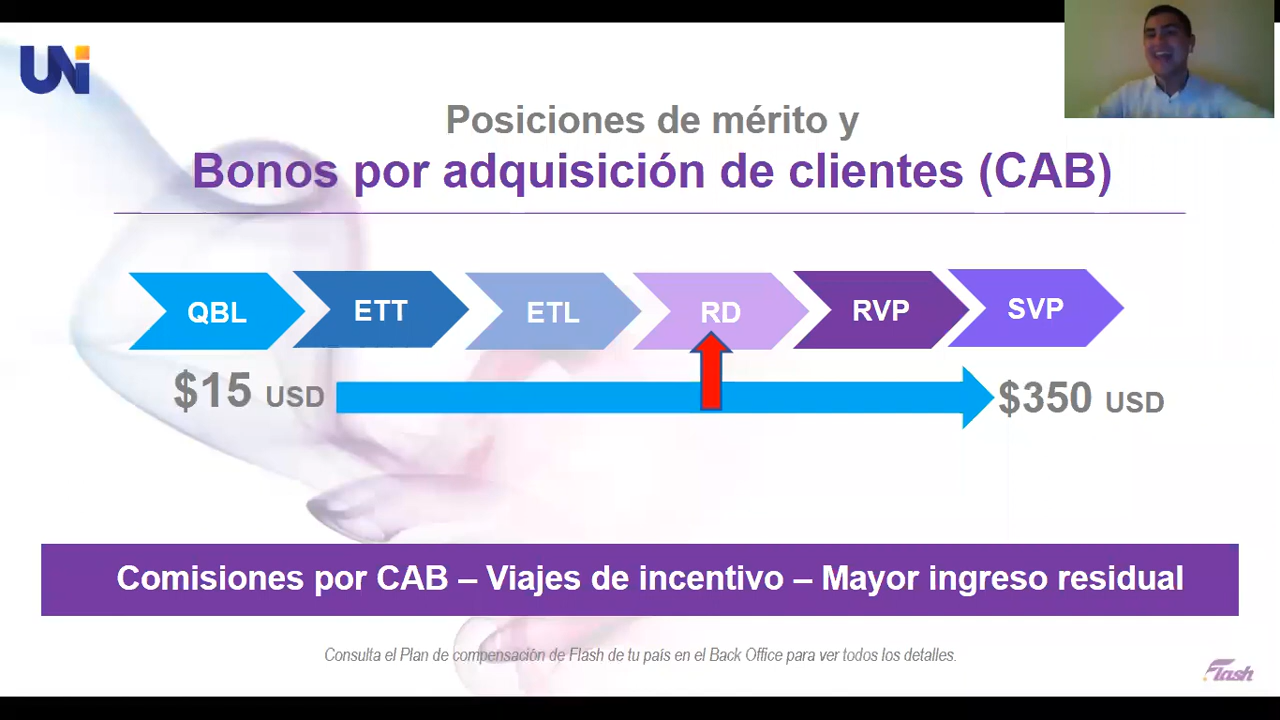 UNi
Posiciones de mérito y
Bonos por adquisición de clientes (CAB)
QBL ETT ETL RD RVP SVP
$15 USD $350 USD
Comisiones por CAB – Viajes de incentivo – Mayor ingreso residual
Consulta el Plan de compensación de Flash de tu país en el Back Office para ver todos los detalles.
Flash